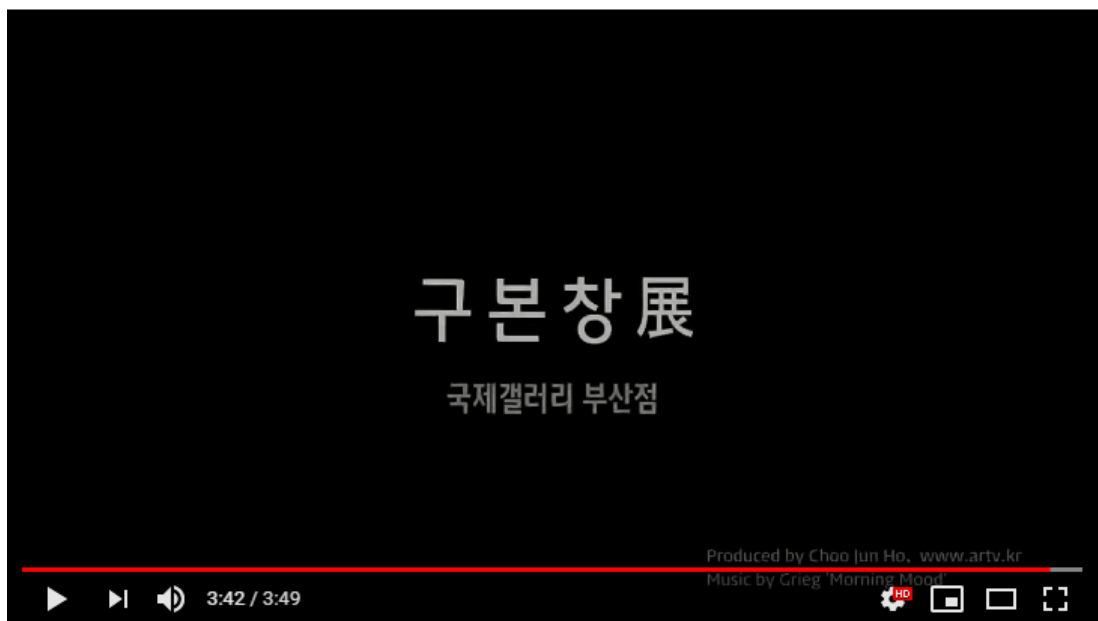 구본창展
국제갤러리 부산점
Produced by Choo Jun Ho, www.artv.kr
Music by Grieg 'Morning Mood'
3:42 / 3:49
HD